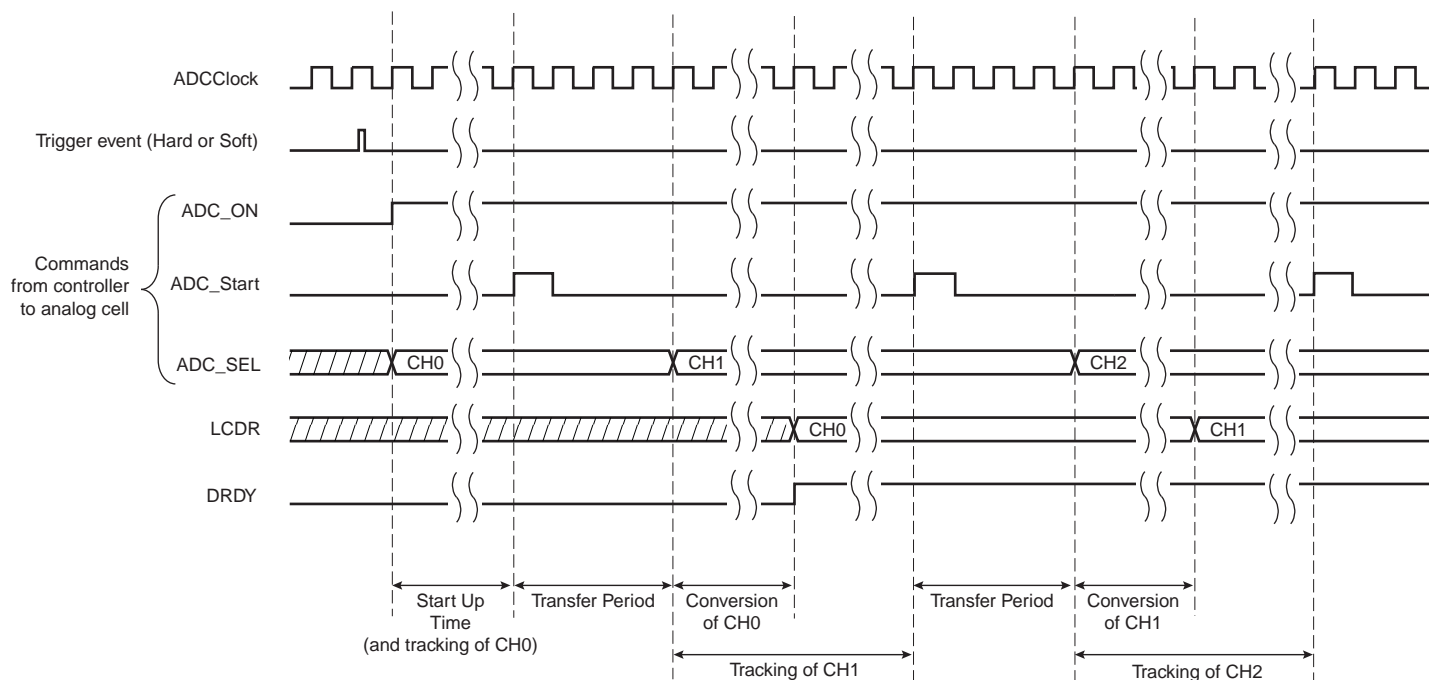 ADCClock
Trigger event (Hard or Soft)
ADC_ON
Commands
from controller
to analog cell
ADC_Start
ADC_SEL
CH0
CH1
CH2
LCDR
CH0
CH1
DRDY
Start Up
Time
(and tracking of CH0)
Transfer Period
Conversion
of CH0
Transfer Period
Conversion
of CH1
Tracking of CH1
Tracking of CH2